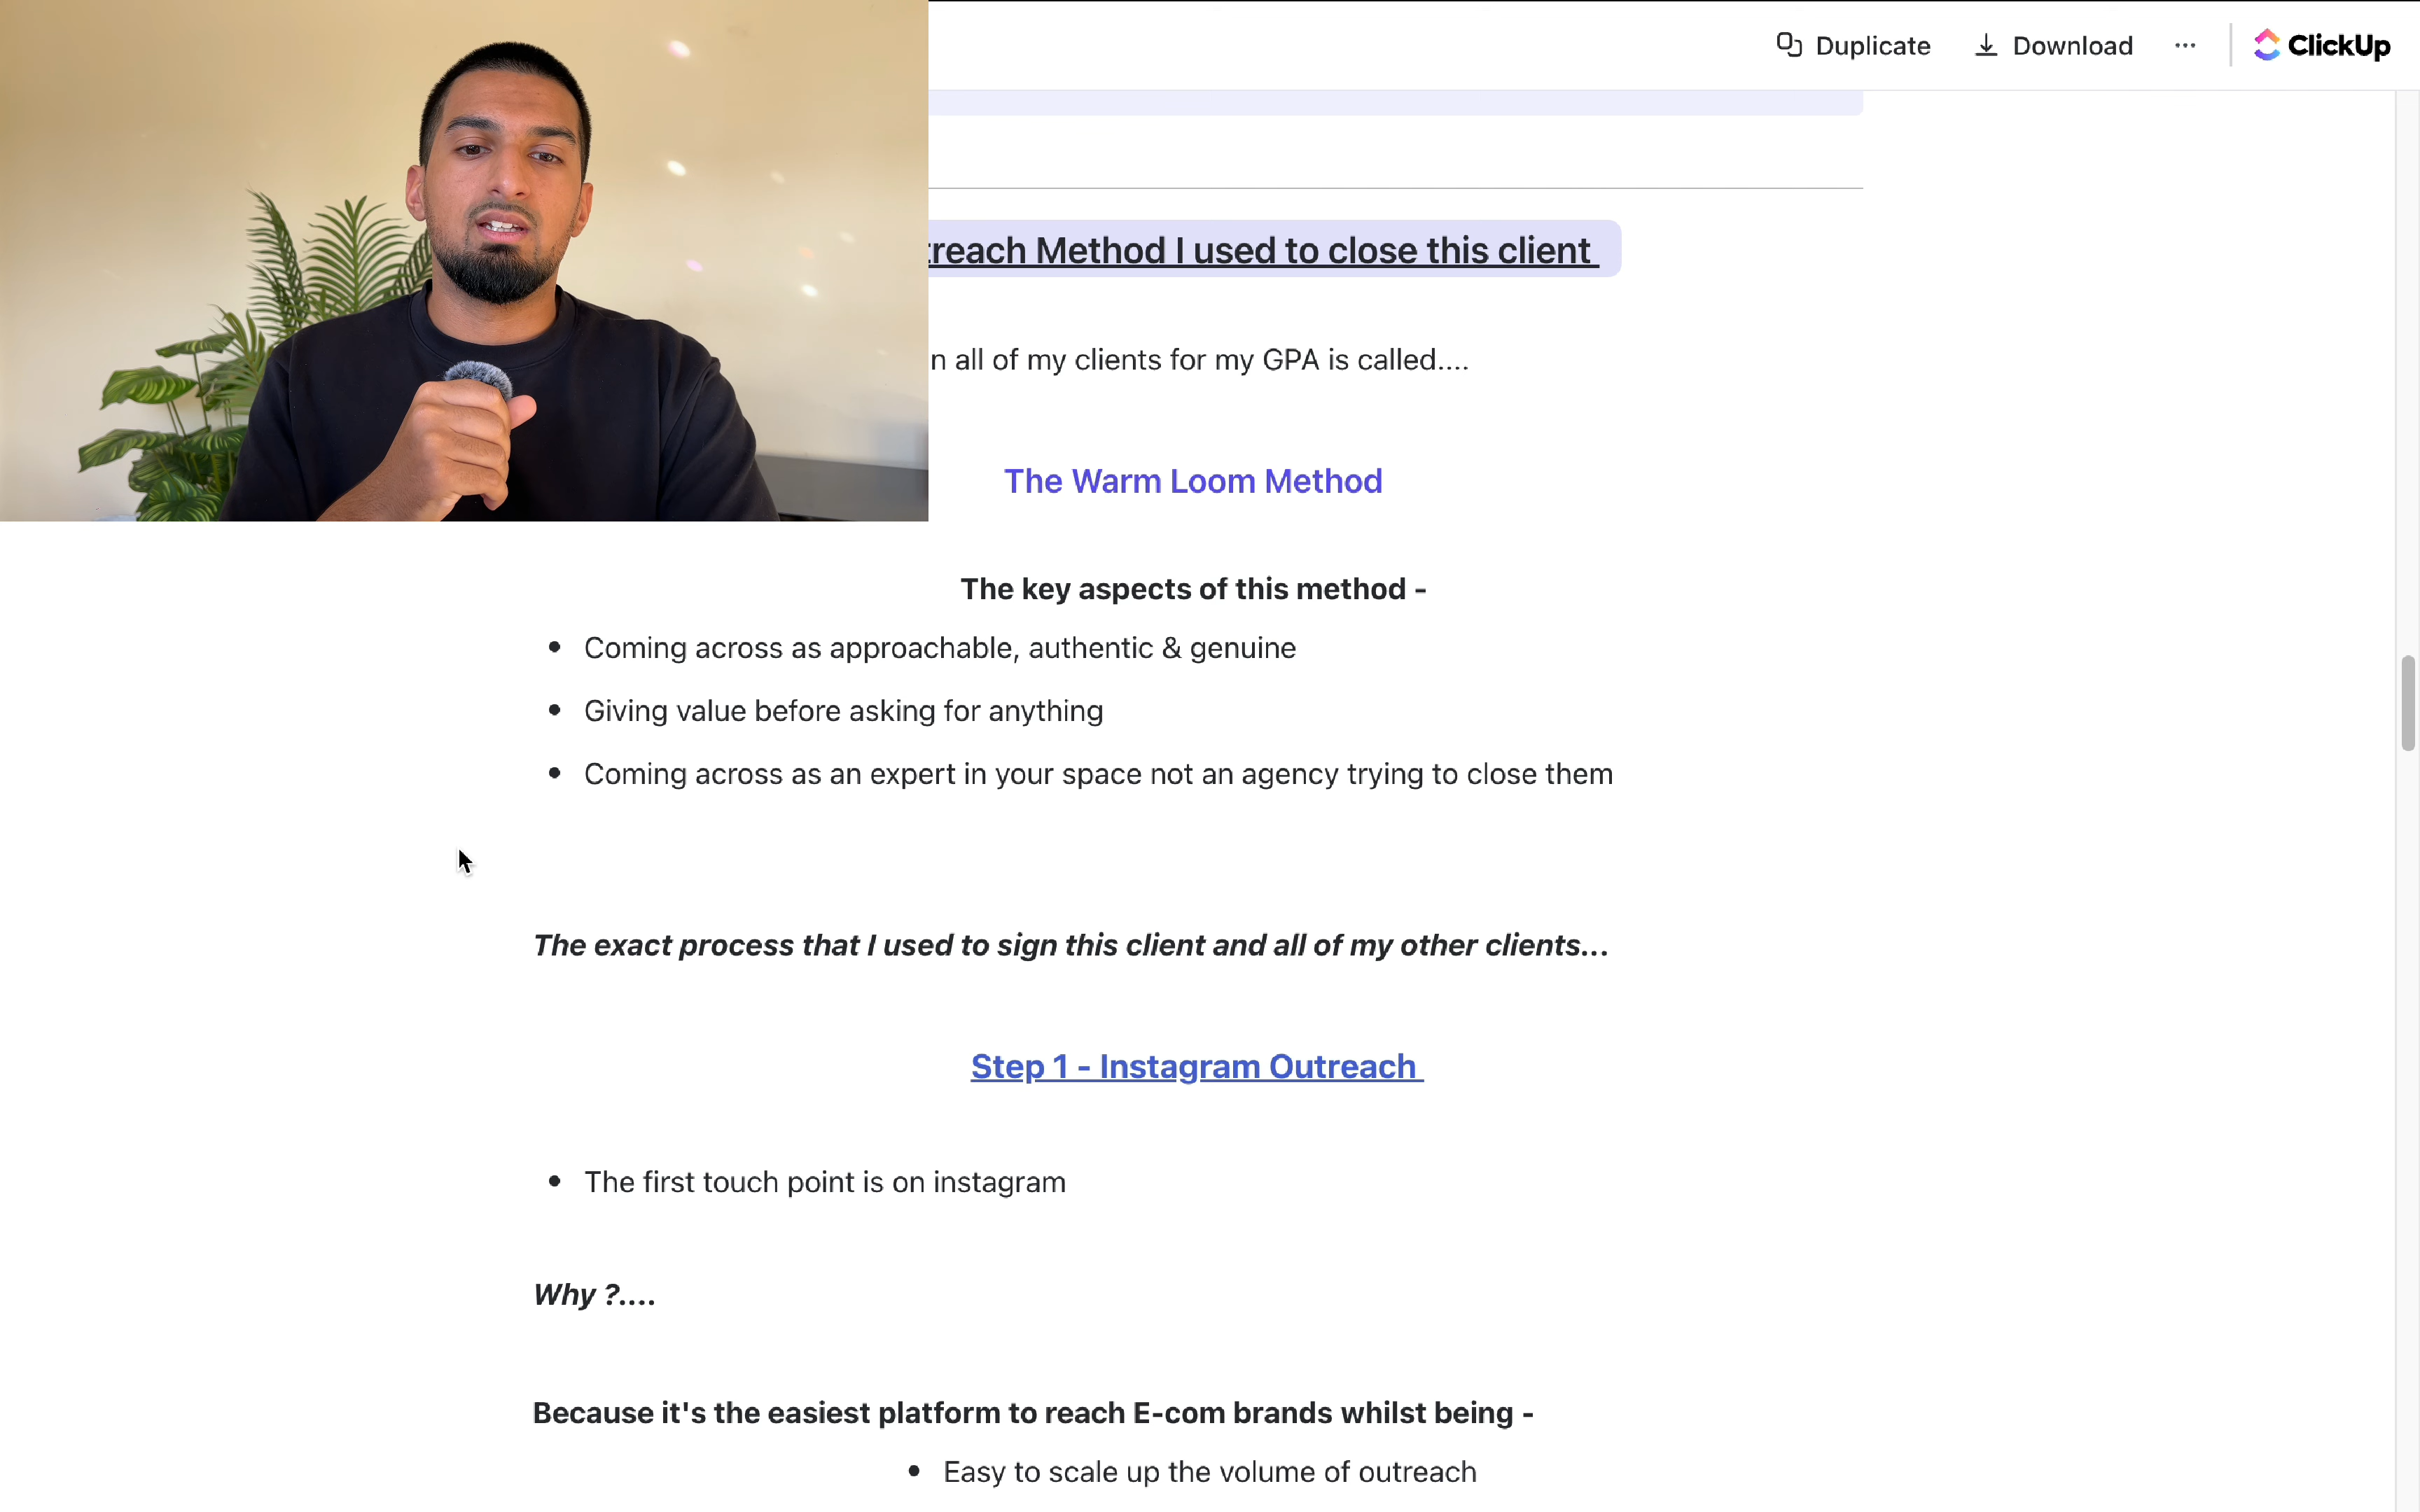 Duplicate Download ... ClickUp
treach Method I used to close this client
n all of my clients for my GPA is called....
The Warm Loom Method
The key aspects of this method -
• Coming across as approachable, authentic & genuine
• Giving value before asking for anything
• Coming across as an expert in your space not an agency trying to close them
The exact process that I used to sign this client and all of my other clients...
Step 1 - Instagram Outreach
• The first touch point is on instagram
Why ?....
Because it's the easiest platform to reach E-com brands whilst being -
• Easy to scale up the volume of outreach